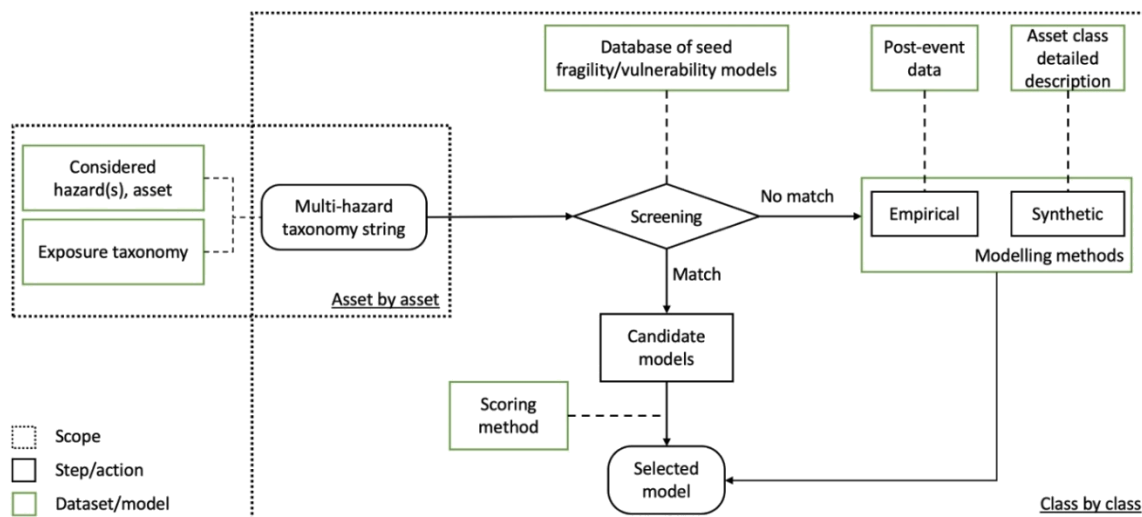 Database of seed
fragility/vulnerability models
Post-event
data
Asset class
detailed
description
Considered
hazard(s), asset
Exposure taxonomy
Multi-hazard
taxonomy string
Asset by asset
Screening
No match
Match
Empirical
Synthetic
Modelling methods
Candidate
models
Scoring
method
Selected
model
Scope
Step/action
Dataset/model
Class by class